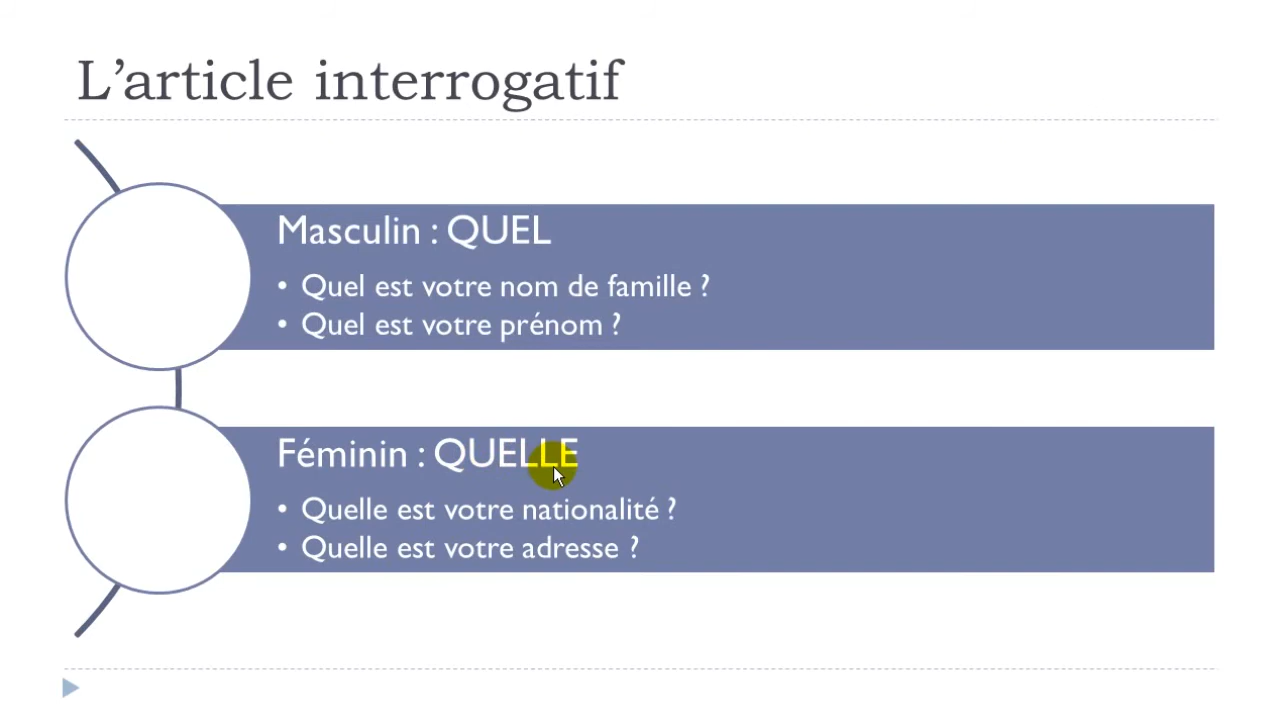 L’article interrogatif
Masculin : QUEL
• Quel est votre nom de famille ?
• Quel est votre prénom ?
Féminin : QUELLE
• Quelle est votre nationalité ?
• Quelle est votre adresse ?